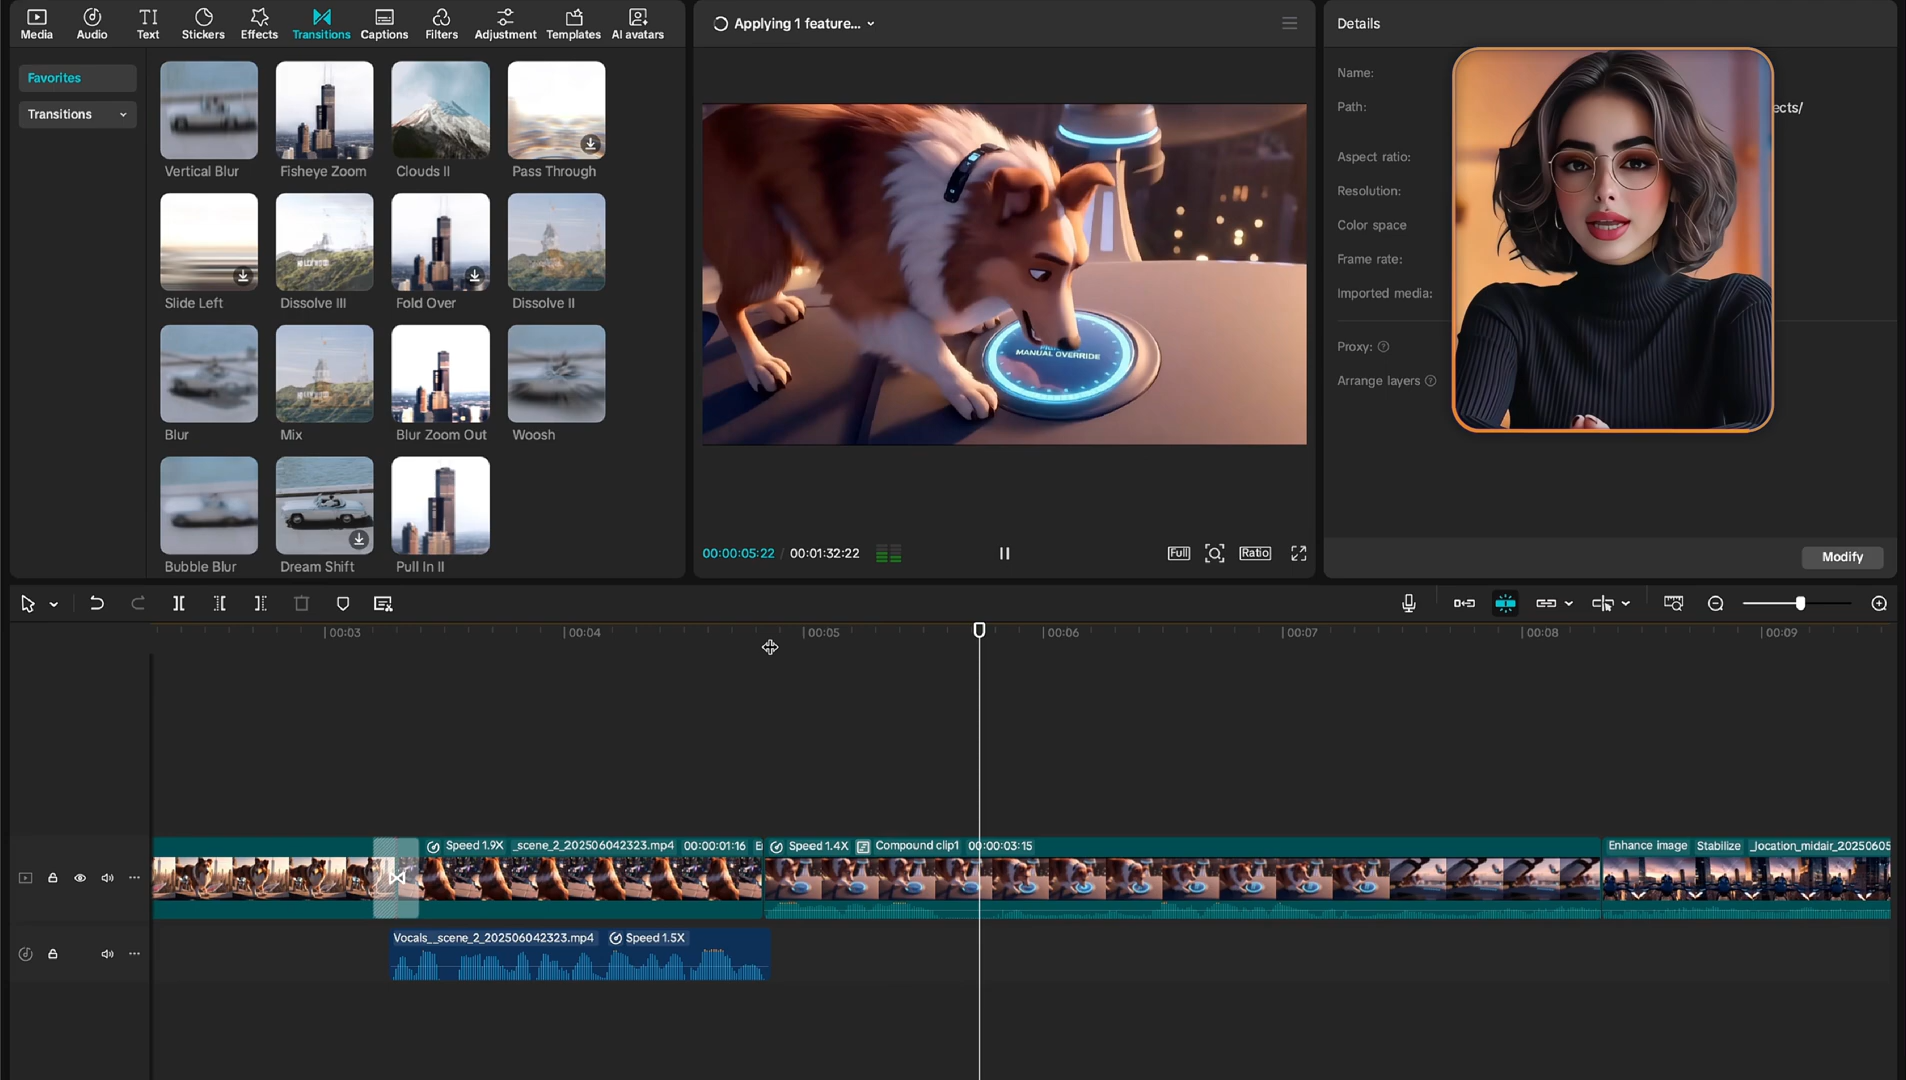 Media Audio Text Stickers Effects Transitions Captions Filters Adjustment Templates AI avatars
Favorites
Transitions
Vertical Blur Fisheye Zoom Clouds II Pass Through
Slide Left Dissolve III Fold Over Dissolve II
Blur Mix Blur Zoom Out Woosh
Bubble Blur Dream Shift Pull In II
Applying 1 feature...
MANUAL OVERRIDE
00:00:05:22 / 00:01:32:22
Full
Ratio
Details
Name:
Path:
ects/
Aspect ratio:
Resolution:
Color space
Frame rate:
Imported media:
Proxy:
Arrange layers
Modify
00:03 00:04 00:05 00:06 00:07 00:08 00:09
Speed 1.9X _scene_2_202506042323.mp4 00:00:01:16 E
Speed 1.4X Compound clip1 00:00:03:15
Enhance image Stabilize _location_midair_20250605
Vocals__scene_2_202506042323.mp4 Speed 1.5X